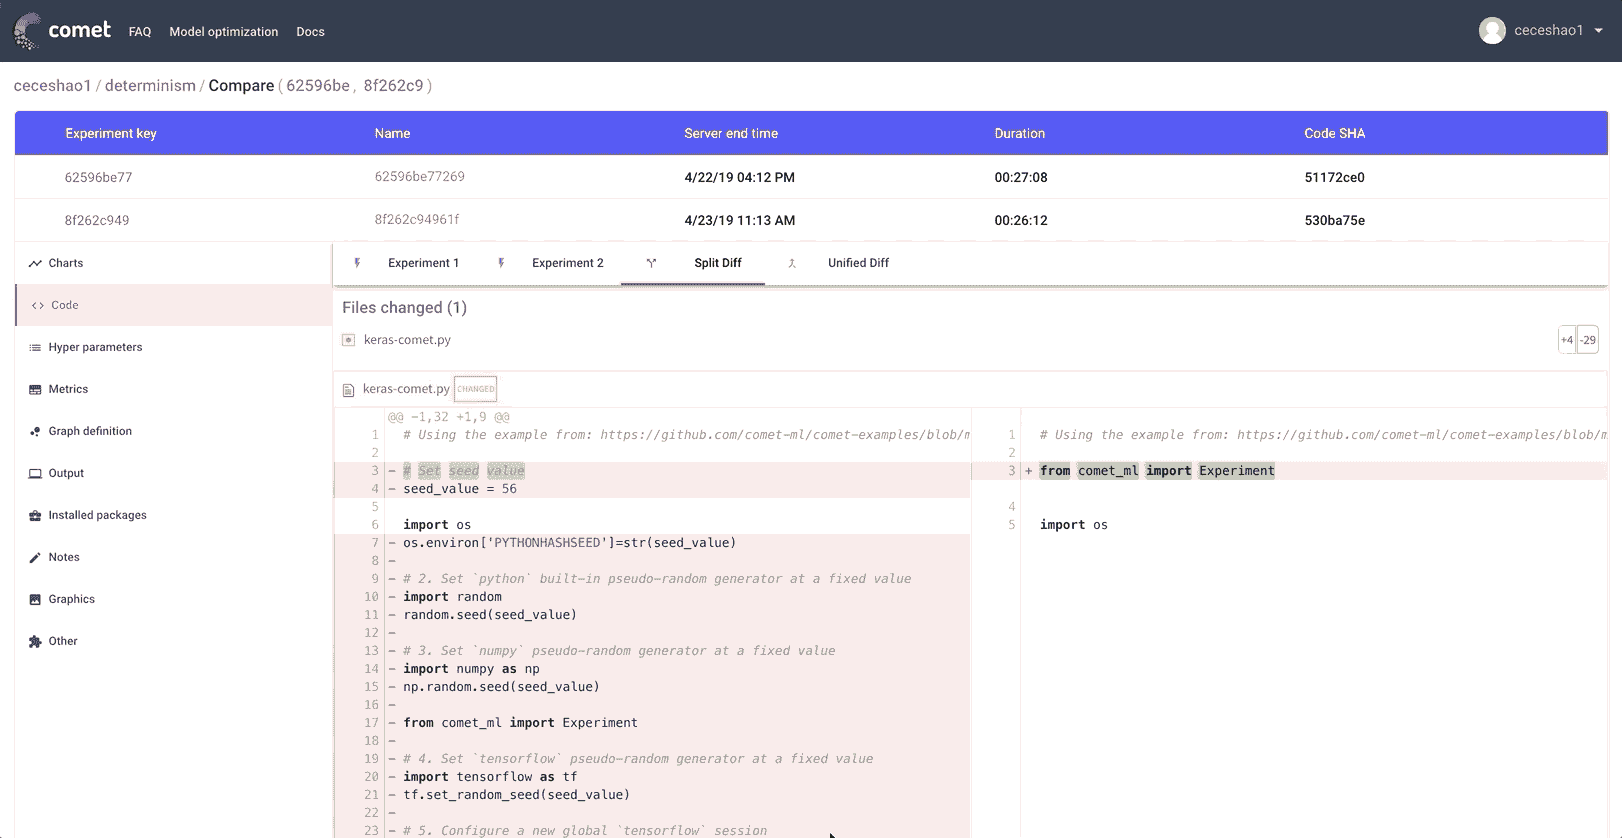 comet FAQ Model optimization Docs ceceshao1
ceceshao1 / determinism / Compare ( 62596be, 8f262c9 )
Experiment key Name Server end time Duration Code SHA
62596be77 62596be77269 4/22/19 04:12 PM 00:27:08 51172ce0
8f262c949 8f262c94961f 4/23/19 11:13 AM 00:26:12 530ba75e
Charts
Code
Hyper parameters
Metrics
Graph definition
Output
Installed packages
Notes
Graphics
Other
Experiment 1 Experiment 2 Split Diff Unified Diff
Files changed (1)
keras-comet.py +4 -29
keras-comet.py CHANGED
@@ -1,32 +1,9 @@
1 # Using the example from: https://github.com/comet-ml/comet-examples/blob/m
2
3 - # Set seed value
4 - seed_value = 56
5
6 import os
7 - os.environ['PYTHONHASHSEED']=str(seed_value)
8 -
9 - # 2. Set `python` built-in pseudo-random generator at a fixed value
10 - import random
11 - random.seed(seed_value)
12 -
13 - # 3. Set `numpy` pseudo-random generator at a fixed value
14 - import numpy as np
15 - np.random.seed(seed_value)
16 -
17 - from comet_ml import Experiment
18 -
19 - # 4. Set `tensorflow` pseudo-random generator at a fixed value
20 - import tensorflow as tf
21 - tf.set_random_seed(seed_value)
22 -
23 - # 5. Configure a new global `tensorflow` session
1 # Using the example from: https://github.com/comet-ml/comet-examples/blob/m
2
3 + from comet_ml import Experiment
4
5 import os